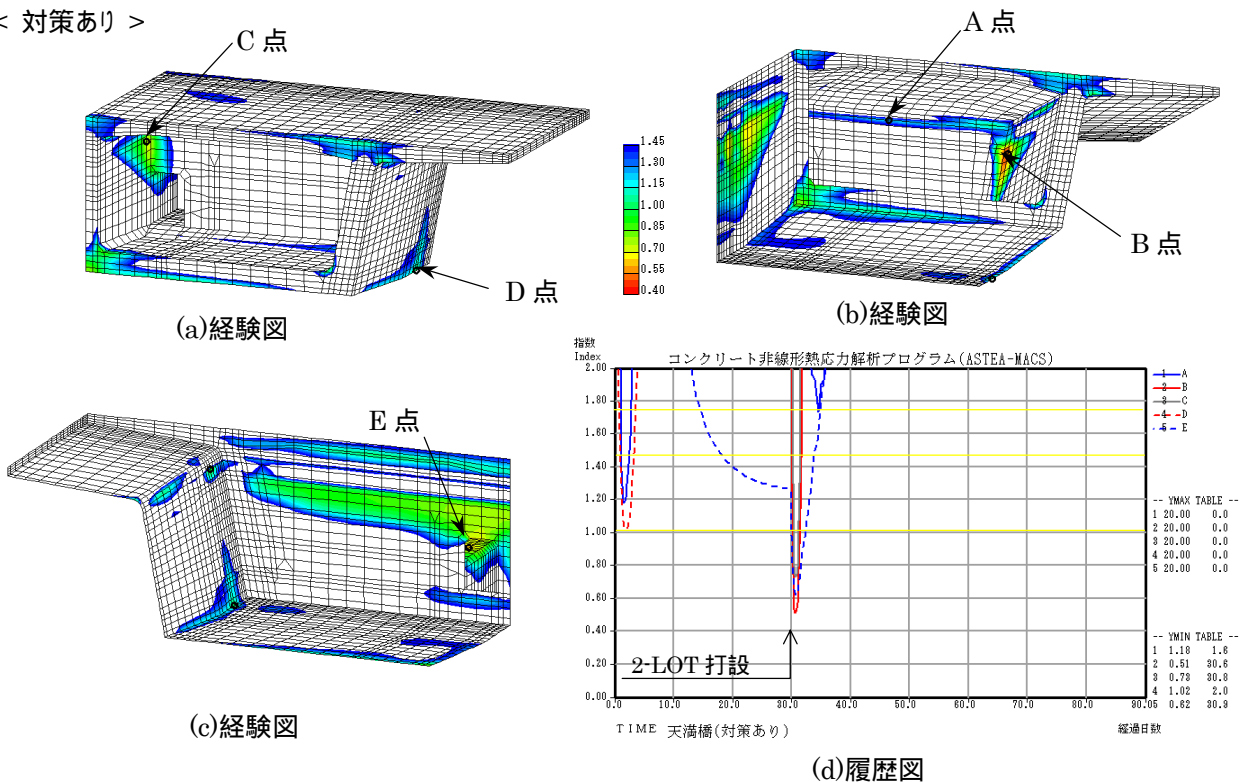 < 対策あり >
C 点
D 点
(a)経験図
1.45
1.30
1.15
1.00
0.85
0.70
0.55
0.40
A 点
B 点
(b)経験図
E 点
(c)経験図
指数
Index
コンクリート非線形熱応力解析プログラム(ASTEA-MACS)
2.00
1.80
1.60
1.40
1.20
1.00
0.80
0.60
0.40
0.20
0.00
0.0 10.0 20.0 30.0 40.0 50.0 60.0 70.0 80.0 90.0
2-LOT 打設
1 A
2 B
3 C
4 D
5 E
-- YMAX TABLE --
1 20.00 0.0
2 20.00 0.0
3 20.00 0.0
4 20.00 0.0
5 20.00 0.0
-- YMIN TABLE --
1 1.18 1.6
2 0.51 30.6
3 0.73 30.8
4 1.02 2.0
5 0.62 30.9
TIME 天満橋(対策あり)
経過日数
(d)履歴図